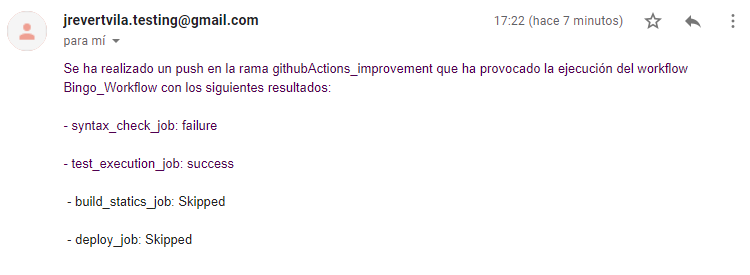 jrevertvila.testing@gmail.com
17:22 (hace 7 minutos)
para mí
Se ha realizado un push en la rama githubActions_improvement que ha provocado la ejecución del workflow
Bingo_Workflow con los siguientes resultados:
- syntax_check_job: failure
- test_execution_job: success
- build_statics_job: Skipped
- deploy_job: Skipped